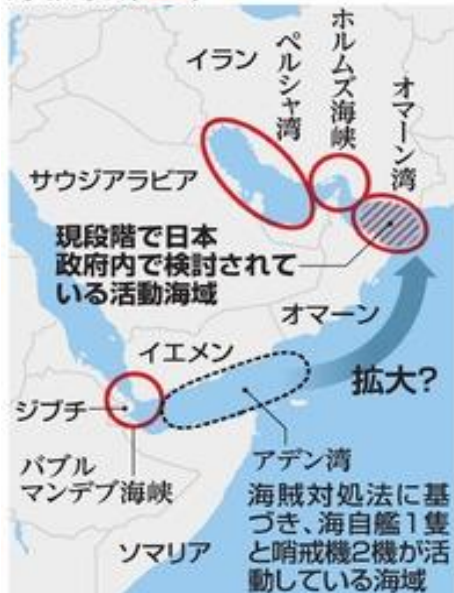 イラン
ペルシャ湾
ホルムズ海峡
オマーン湾
サウジアラビア
現段階で日本
政府内で検討されて
いる活動海域
オマーン
イエメン
拡大?
ジブチ
バブル
マンデブ海峡
アデン湾
海賊対処法に基
づき、海自艦1隻
と哨戒機2機が活
動している海域
ソマリア